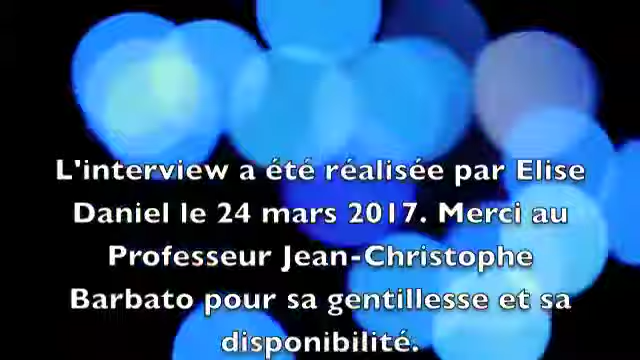 L'interview a été réalisée par Elise
Daniel le 24 mars 2017. Merci au
Professeur Jean-Christophe
Barbato pour sa gentillesse et sa
disponibilité.